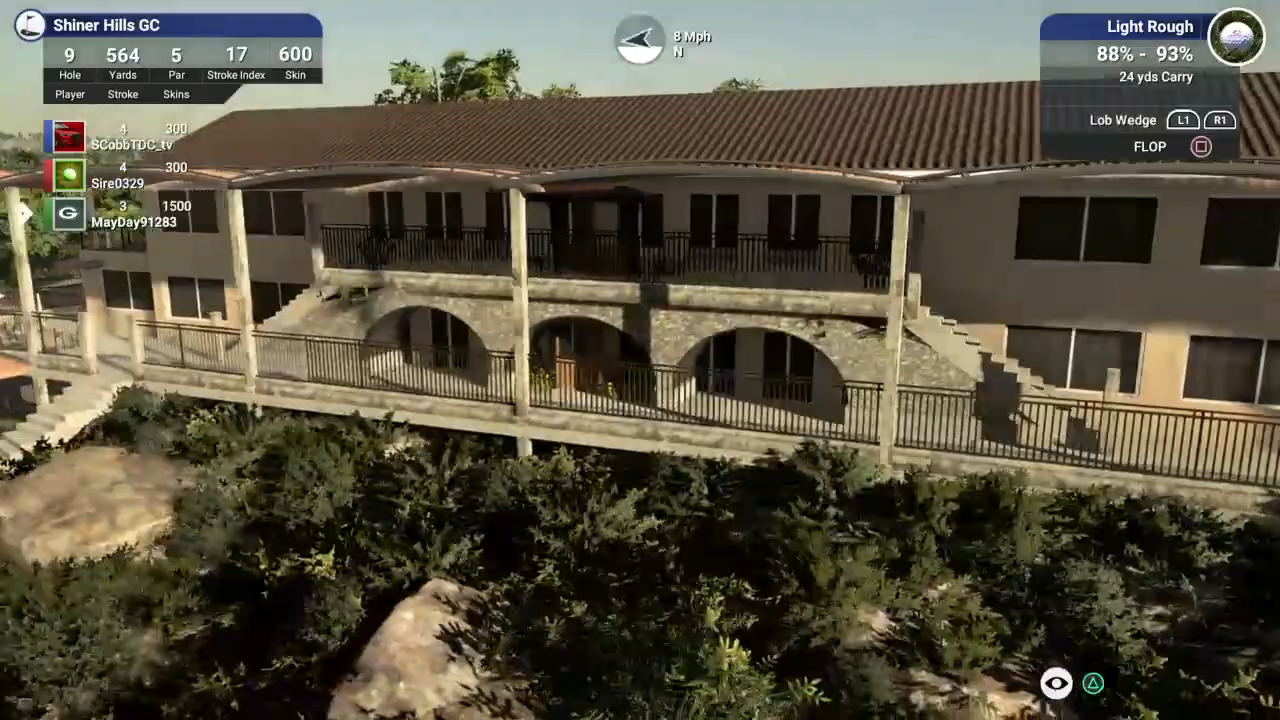 Shiner Hills GC
9 564 5 17 600
Hole Yards Par Stroke Index Skin
Player Stroke Skins
4 300
SCobbTDC_tv
4 300
Sire0329
3 1500
MayDay91283
8 Mph
N
Light Rough
88% - 93%
24 yds Carry
Lob Wedge L1 R1
FLOP